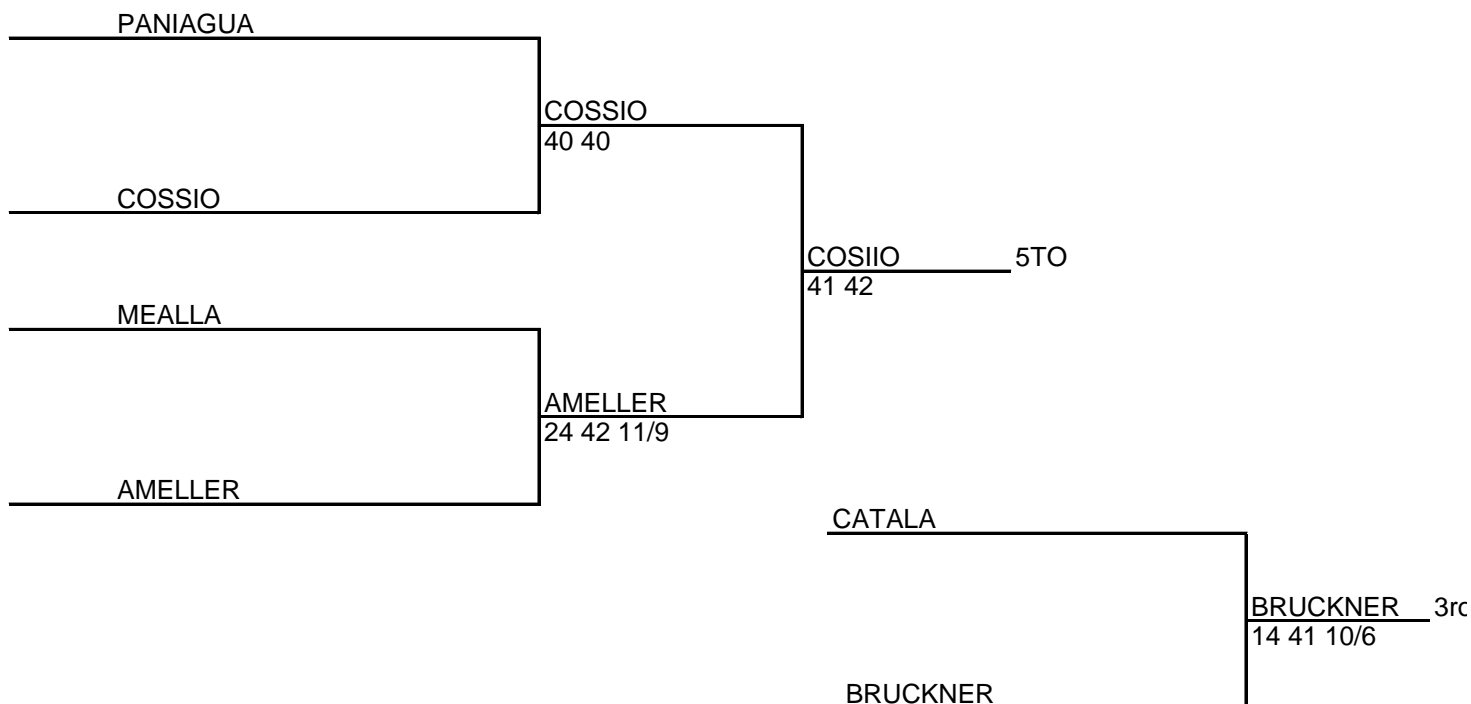 PANIAGUA
COSSIO
40 40
COSSIO
COSIIO 5TO
41 42
MEALLA
AMELLER
24 42 11/9
AMELLER
CATALA
BRUCKNER 3ro
14 41 10/6
BRUCKNER